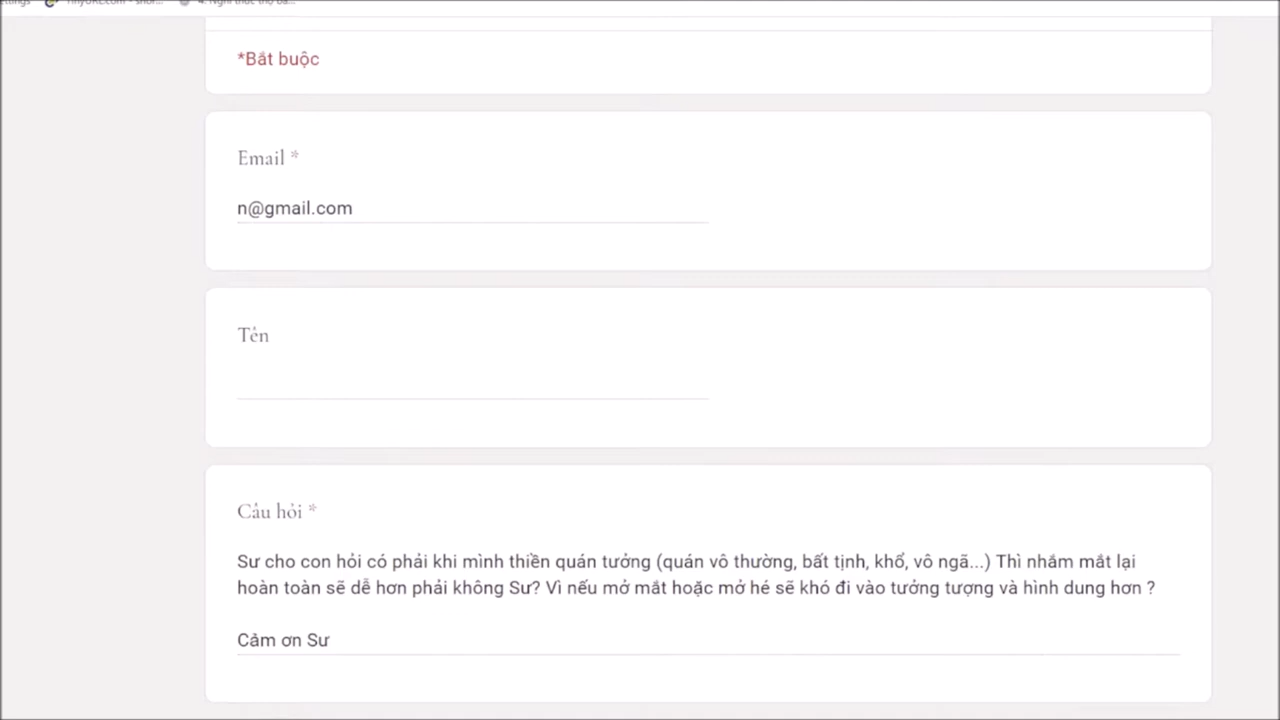 *Bắt buộc
Email *
n@gmail.com
Tên
Câu hỏi *
Sư cho con hỏi có phải khi mình thiền quán tưởng (quán vô thường, bất tịnh, khổ, vô ngã...) Thì nhắm mắt lại
hoàn toàn sẽ dễ hơn phải không Sư? Vì nếu mở mắt hoặc mở hé sẽ khó đi vào tưởng tượng và hình dung hơn ?
Cảm ơn Sư